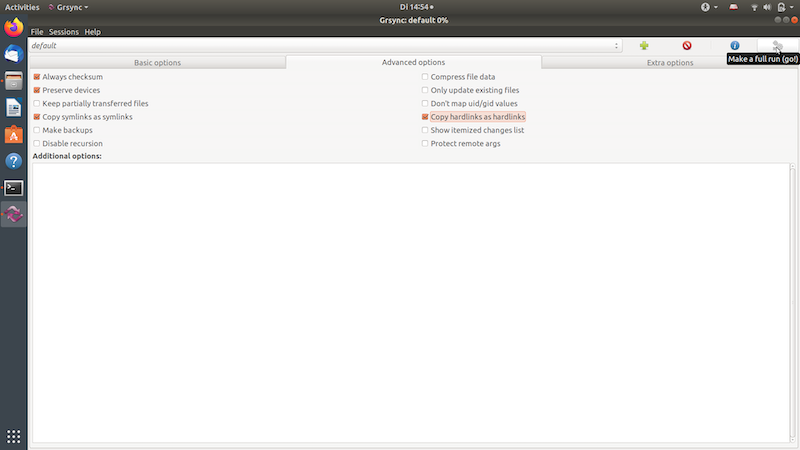 Activities Grsync Di 14:54
Grsync: default 0%
File Sessions Help
default
Make a full run (go!)
Basic options Advanced options Extra options
Always checksum Compress file data
Preserve devices Only update existing files
Keep partially transferred files Don't map uid/gid values
Copy symlinks as symlinks Copy hardlinks as hardlinks
Make backups Show itemized changes list
Disable recursion Protect remote args
Additional options: